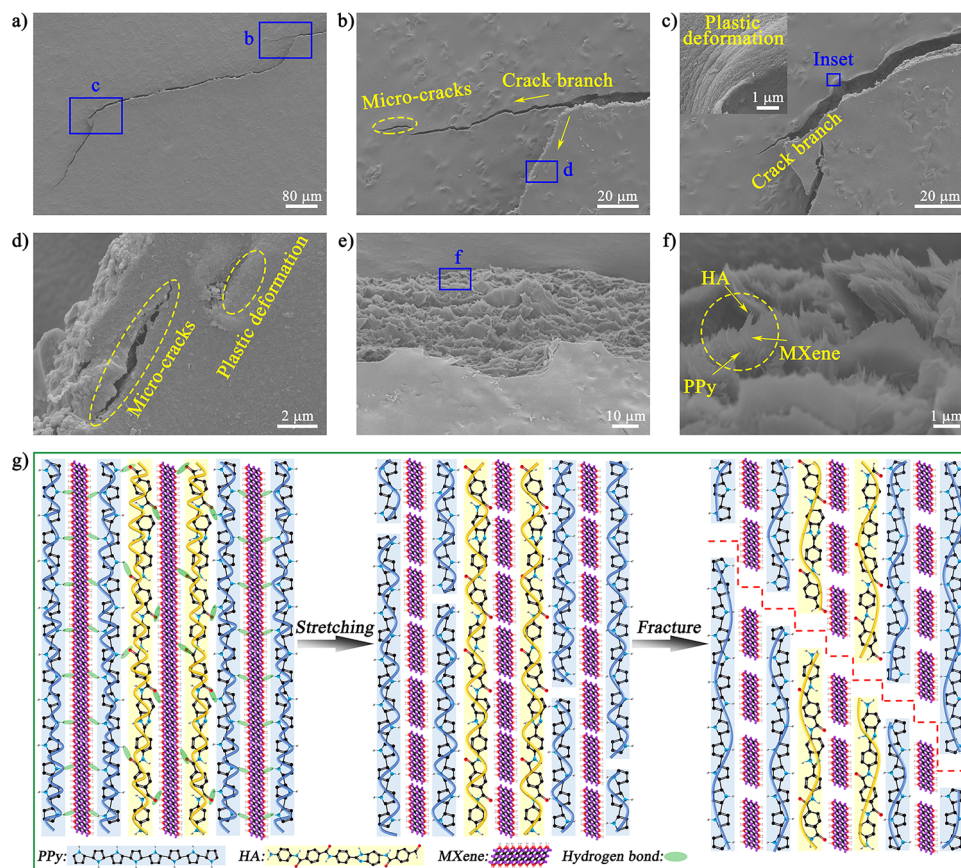 a)
b
c
80 μm
b)
Crack branch
Micro-cracks
d
20 μm
c)
Plastic
deformation
1 μm
Inset
Crack branch
20 μm
d)
Micro-cracks
Plastic deformation
2 μm
e)
f
10 μm
f)
HA
MXene
PPy
1 μm
g)
Stretching
Fracture
PPy:
HA:
MXene:
Hydrogen bond: